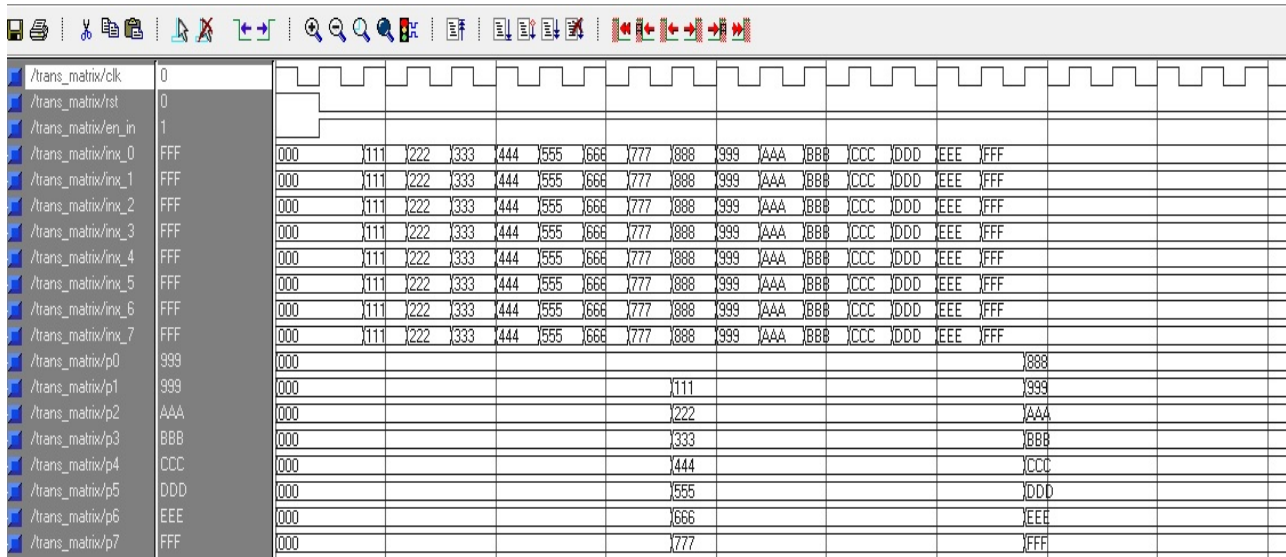 /trans_matrix/clk 0
/trans_matrix/rst 0
/trans_matrix/en_in 1
/trans_matrix/inx_0 FFF 000 111 222 333 444 555 666 777 888 999 AAA BBB CCC DDD EEE FFF
/trans_matrix/inx_1 FFF 000 111 222 333 444 555 666 777 888 999 AAA BBB CCC DDD EEE FFF
/trans_matrix/inx_2 FFF 000 111 222 333 444 555 666 777 888 999 AAA BBB CCC DDD EEE FFF
/trans_matrix/inx_3 FFF 000 111 222 333 444 555 666 777 888 999 AAA BBB CCC DDD EEE FFF
/trans_matrix/inx_4 FFF 000 111 222 333 444 555 666 777 888 999 AAA BBB CCC DDD EEE FFF
/trans_matrix/inx_5 FFF 000 111 222 333 444 555 666 777 888 999 AAA BBB CCC DDD EEE FFF
/trans_matrix/inx_6 FFF 000 111 222 333 444 555 666 777 888 999 AAA BBB CCC DDD EEE FFF
/trans_matrix/inx_7 FFF 000 111 222 333 444 555 666 777 888 999 AAA BBB CCC DDD EEE FFF
/trans_matrix/p0 999 000 888
/trans_matrix/p1 999 000 111 999
/trans_matrix/p2 AAA 000 222 AAA
/trans_matrix/p3 BBB 000 333 BBB
/trans_matrix/p4 CCC 000 444 CCC
/trans_matrix/p5 DDD 000 555 DDD
/trans_matrix/p6 EEE 000 666 EEE
/trans_matrix/p7 FFF 000 777 FFF